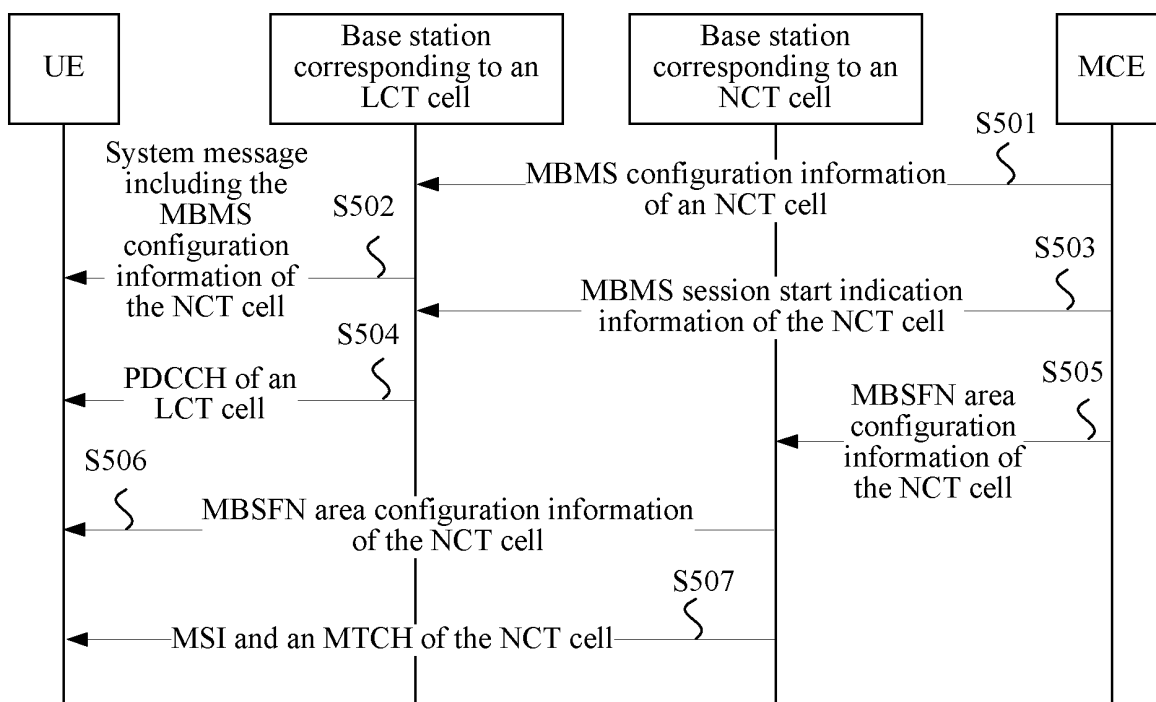 UE
Base station
corresponding to an
LCT cell
Base station
corresponding to an
NCT cell
MCE
S501
MBMS configuration information
of an NCT cell
System message
including the
MBMS
configuration
information of
the NCT cell
S502
S503
MBMS session start indication
information of the NCT cell
S504
PDCCH of an
LCT cell
S505
MBSFN area
configuration
information of
the NCT cell
S506
MBSFN area configuration information
of the NCT cell
S507
MSI and an MTCH of the NCT cell